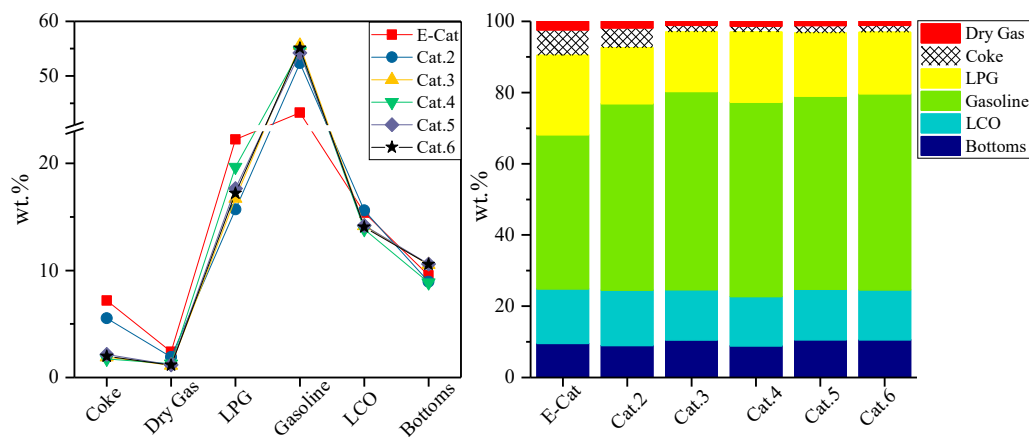 wt.%
60
50
20
10
0
E-Cat
Cat.2
Cat.3
Cat.4
Cat.5
Cat.6
Coke
Dry Gas
LPG
Gasoline
LCO
Bottoms
wt.%
100
80
60
40
20
0
E-Cat
Cat.2
Cat.3
Cat.4
Cat.5
Cat.6
Dry Gas
Coke
LPG
Gasoline
LCO
Bottoms